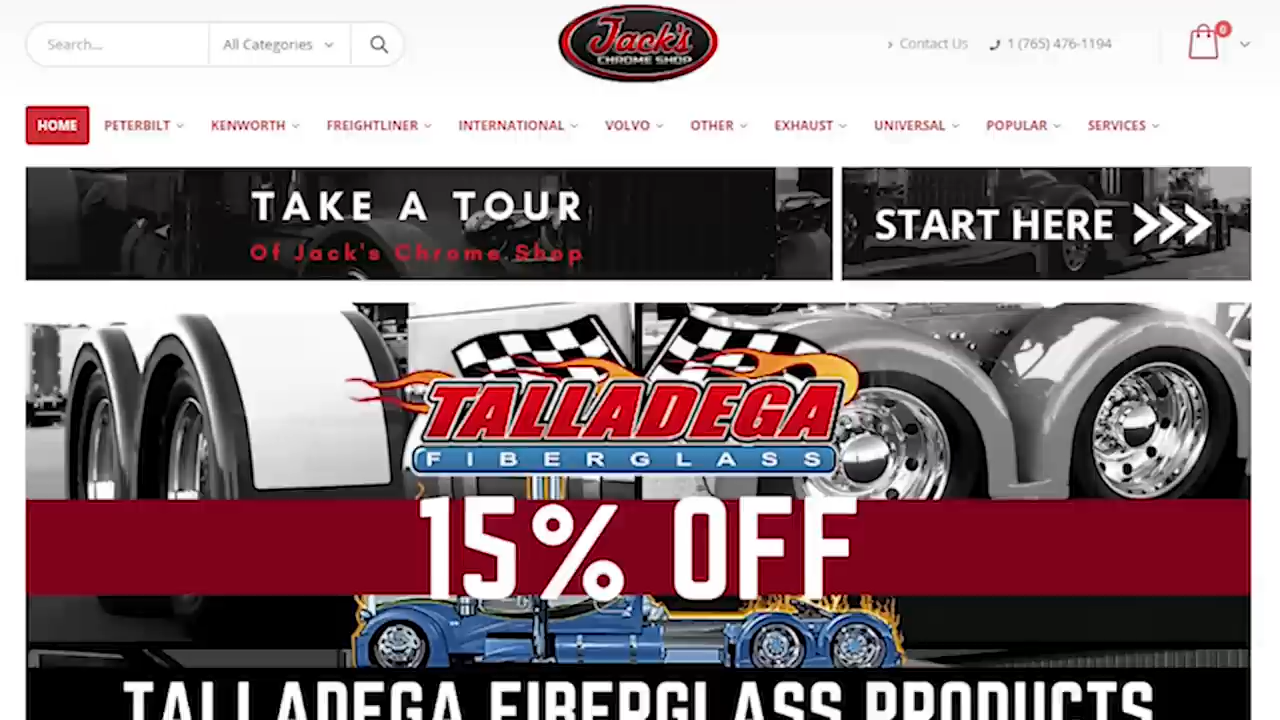 Search...
All Categories
Jack's
CHROME SHOP
Contact Us
1 (765) 476-1194
0
HOME
PETERBILT
KENWORTH
FREIGHTLINER
INTERNATIONAL
VOLVO
OTHER
EXHAUST
UNIVERSAL
POPULAR
SERVICES
TAKE A TOUR
Of Jack's Chrome Shop
START HERE
TALLADEGA
FIBERGLASS
15% OFF
TALLADEGA FIBERGLASS PRODUCTS